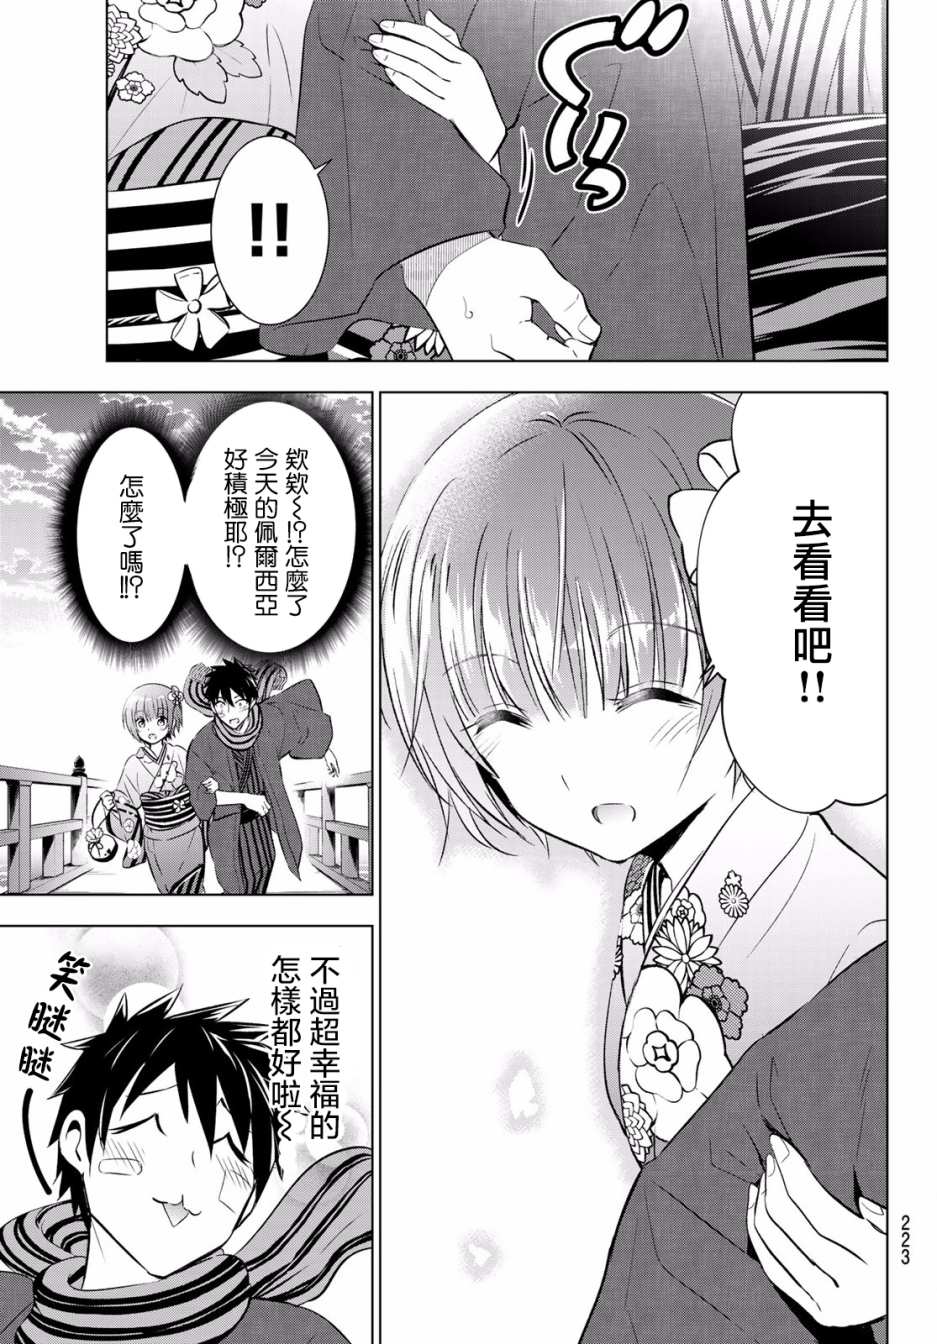 ぐいっ
!!
去看看吧!!
欸欸~!?怎麼了
今天的佩爾西亞
好積極耶!?
怎麼了嗎!!?
不過超幸福的
怎樣都好啦~
笑瞇瞇
223